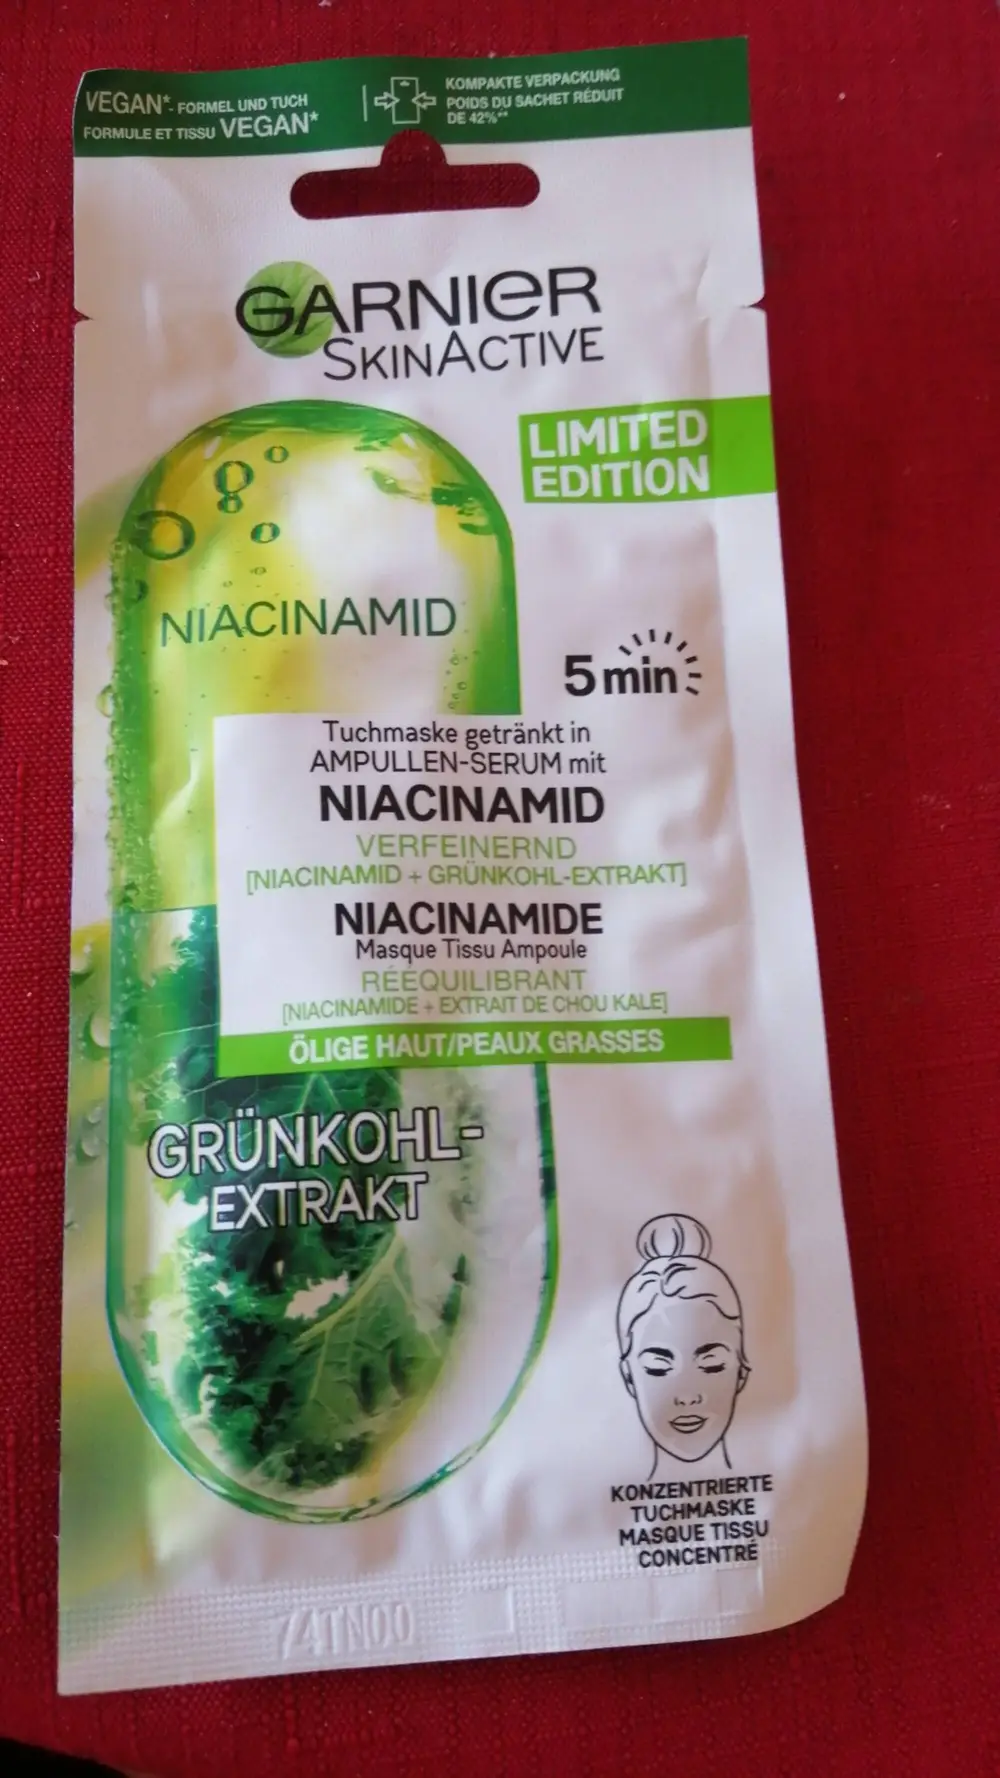 VEGAN*- FORMEL UND TUCH
FORMULE ET TISSU VEGAN*
KOMPAKTE VERPACKUNG
POIDS DU SACHET RÉDUIT
DE 42%**
GARNIER
SKINACTIVE
LIMITED
EDITION
NIACINAMID
5 min
Tuchmaske getränkt in
AMPULLEN-SERUM mit
NIACINAMID
VERFEINERND
[NIACINAMID + GRÜNKOHL-EXTRAKT]
NIACINAMIDE
Masque Tissu Ampoule
RÉÉQUILIBRANT
[NIACINAMIDE + EXTRAIT DE CHOU KALE]
ÖLIGE HAUT/PEAUX GRASSES
GRÜNKOHL-
EXTRAKT
KONZENTRIERTE
TUCHMASKE
MASQUE TISSU
CONCENTRÉ